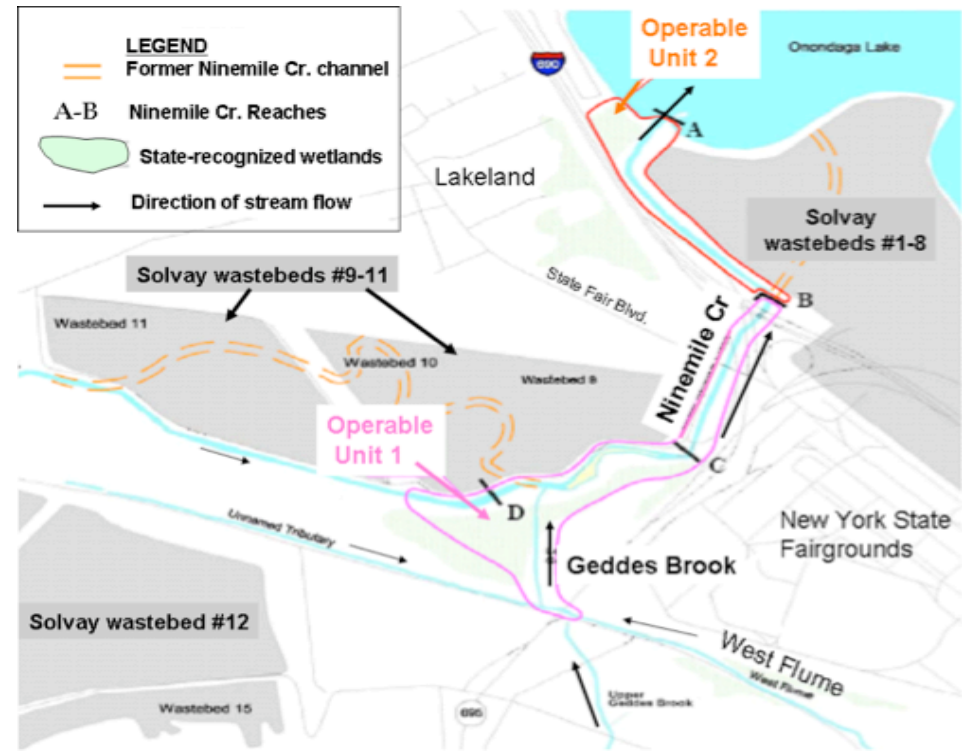 LEGEND
Former Ninemile Cr. channel
A-B Ninemile Cr. Reaches
State-recognized wetlands
Direction of stream flow
690
Operable
Unit 2
Onondaga Lake
A
Lakeland
Solvay
wastebeds #1-8
Solvay wastebeds #9-11
State Fair Blvd.
B
Wastebed 11
Wastebed 10
Wastebed 9
Ninemile Cr
Operable
Unit 1
C
D
Unnamed Tributary
New York State
Fairgrounds
Geddes Brook
Solvay wastebed #12
West Flume
West Flume
Upper
Geddes Brook
Wastebed 15
695